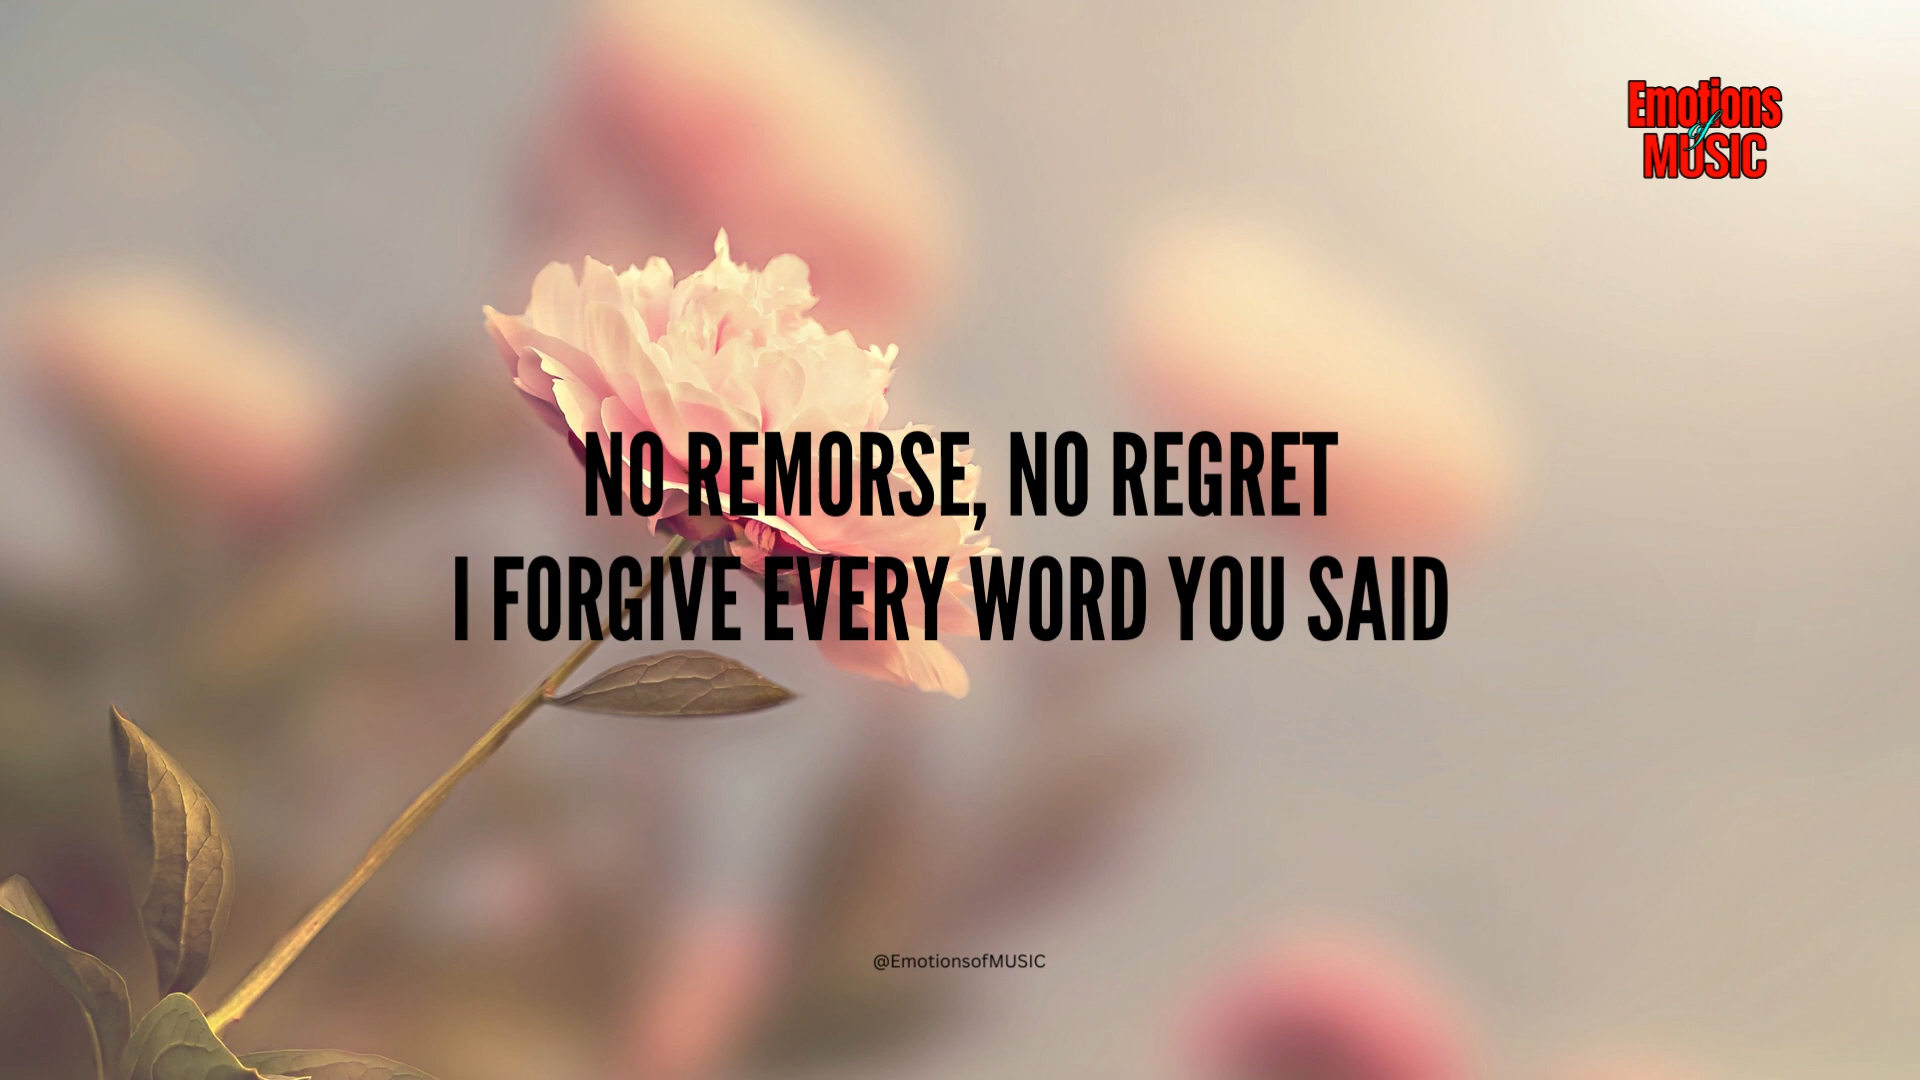 Emotions
of
MUSIC
NO REMORSE, NO REGRET
I FORGIVE EVERY WORD YOU SAID
@EmotionsofMUSIC